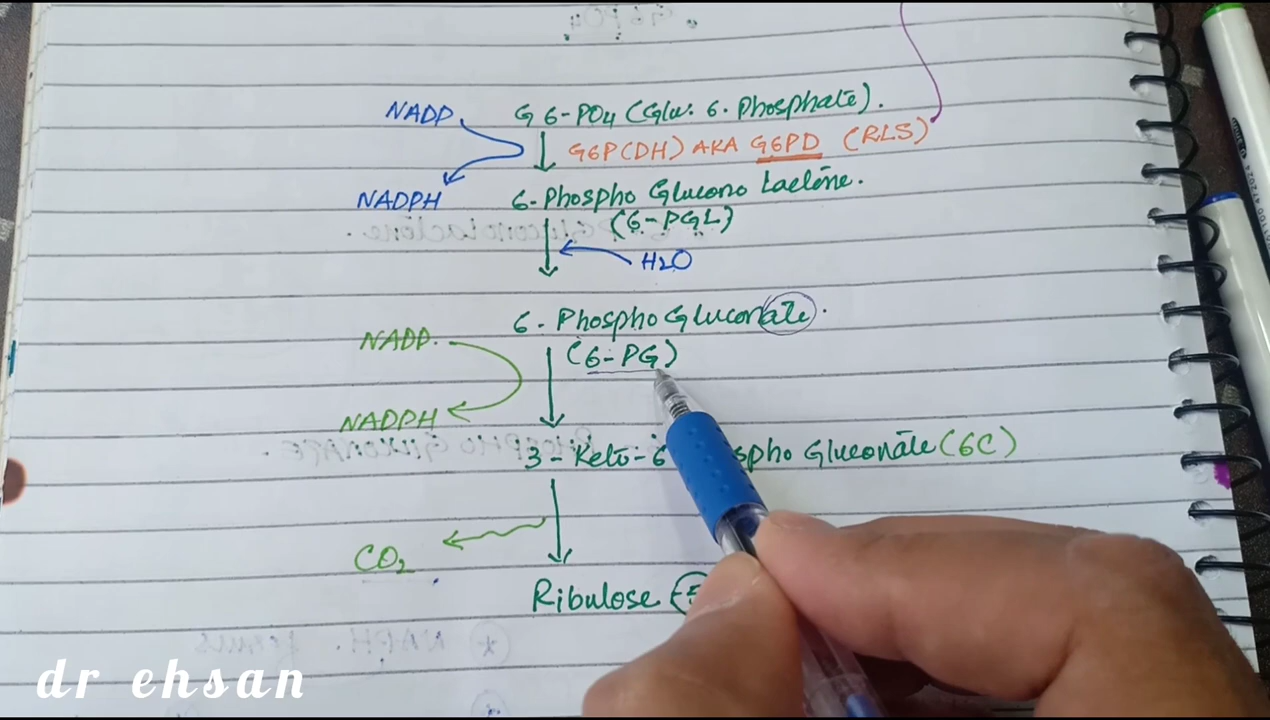 NADP G 6-PO4 (Glu. 6. Phosphate).
G6P(DH) AKA G6PD (RLS)
NADPH 6-Phospho Glucono Lactone.
(6-PGL)
H2O
6-Phospho Gluconate.
NADP. (6-PG)
NADPH
3-Keto-6 Gluconate (6C)
CO2
Ribulose
dr ehsan